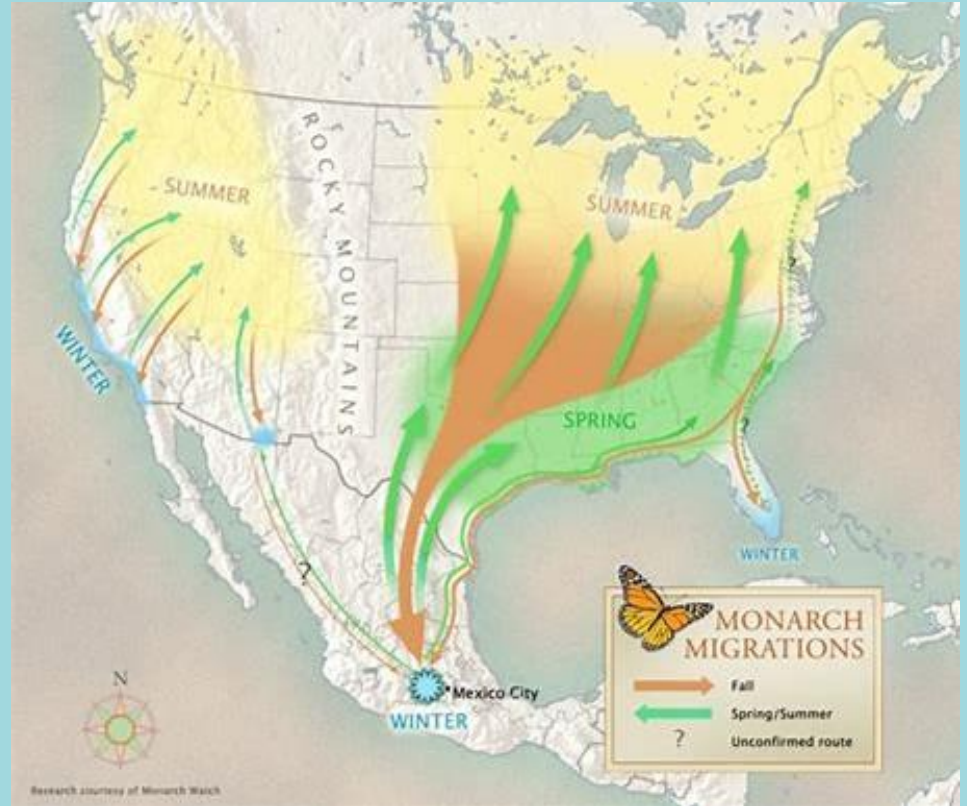 SUMMER
ROCKY MOUNTAINS
SUMMER
?
WINTER
SPRING
?
WINTER
?
MONARCH
MIGRATIONS
Fall
Spring/Summer
? Unconfirmed route
N
Mexico City
WINTER
Research courtesy of Monarch Watch